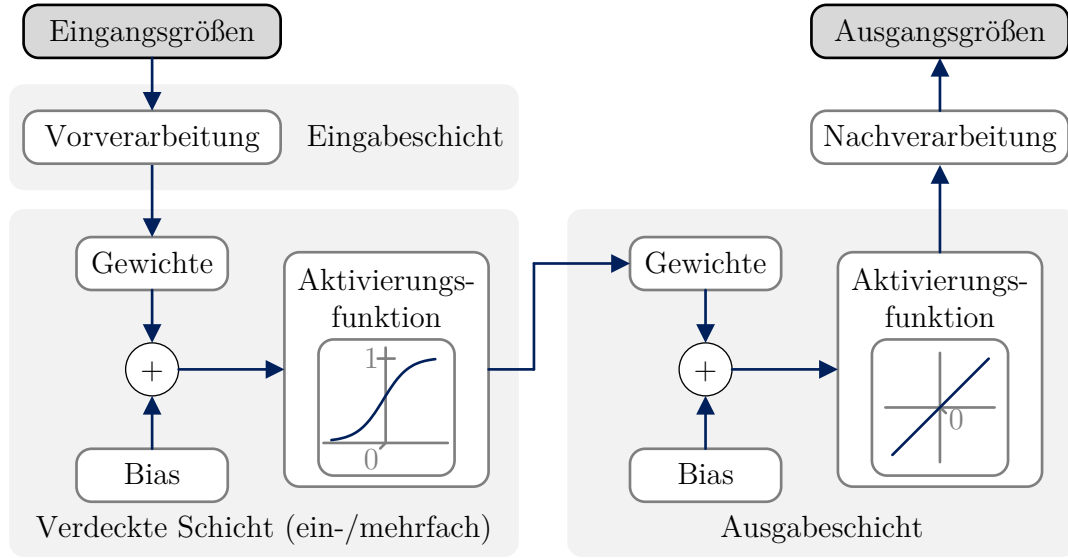 Eingangsgrößen
Vorverarbeitung
Eingabeschicht
Gewichte
+
Bias
Aktivierungs-
funktion
1
0
Verdeckte Schicht (ein-/mehrfach)
Gewichte
+
Bias
Aktivierungs-
funktion
0
Ausgabeschicht
Nachverarbeitung
Ausgangsgrößen